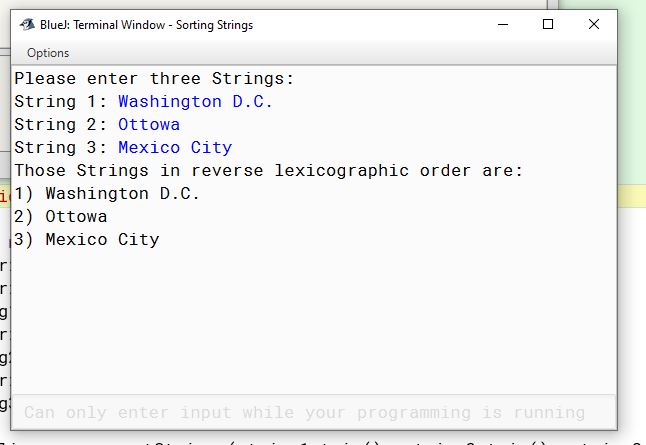 BlueJ: Terminal Window - Sorting Strings
Options
Please enter three Strings:
String 1: Washington D.C.
String 2: Ottowa
String 3: Mexico City
Those Strings in reverse lexicographic order are:
1) Washington D.C.
2) Ottowa
3) Mexico City
Can only enter input while your programming is running